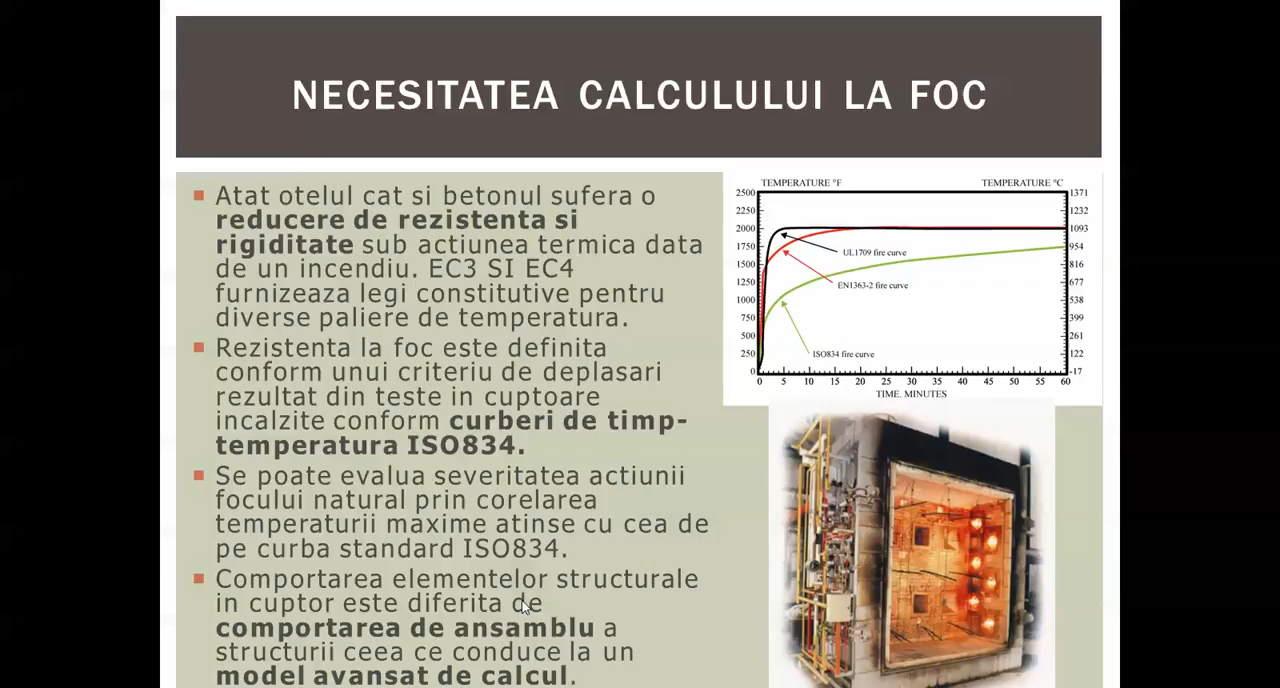 NECESITATEA CALCULULUI LA FOC
Atat otelul cat si betonul sufera o
reducere de rezistenta si
rigiditate sub actiunea termica data
de un incendiu. EC3 SI EC4
furnizeaza legi constitutive pentru
diverse paliere de temperatura.
Rezistenta la foc este definita
conform unui criteriu de deplasari
rezultat din teste in cuptoare
incalzite conform curberi de timp-
temperatura ISO834.
Se poate evalua severitatea actiunii
focului natural prin corelarea
temperaturii maxime atinse cu cea de
pe curba standard ISO834.
Comportarea elementelor structurale
in cuptor este diferita de
comportarea de ansamblu a
structurii ceea ce conduce la un
model avansat de calcul.
TEMPERATURE °F TEMPERATURE °C
2500 1371
2250 1232
2000 1093
1750 954
1500 816
1250 677
1000 538
750 399
500 261
250 122
0 -17
UL1709 fire curve
EN1363-2 fire curve
ISO834 fire curve
0 5 10 15 20 25 30 35 40 45 50 55 60
TIME. MINUTES